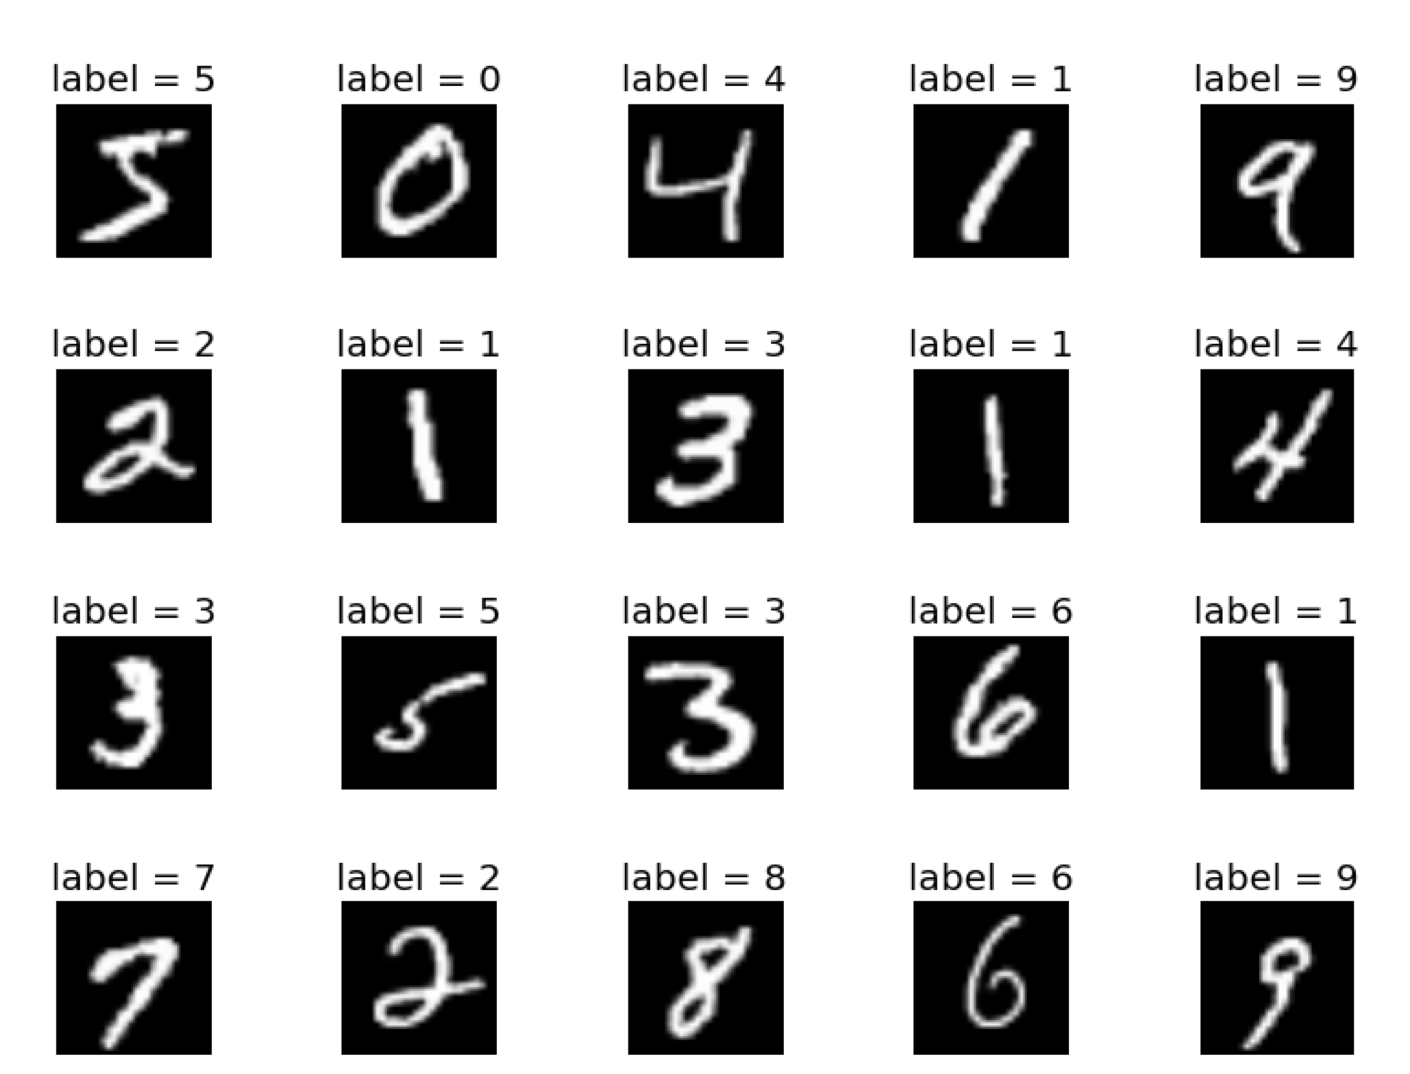 label = 5 label = 0 label = 4 label = 1 label = 9
5 0 4 1 9
label = 2 label = 1 label = 3 label = 1 label = 4
2 1 3 1 4
label = 3 label = 5 label = 3 label = 6 label = 1
3 5 3 6 1
label = 7 label = 2 label = 8 label = 6 label = 9
7 2 8 6 9